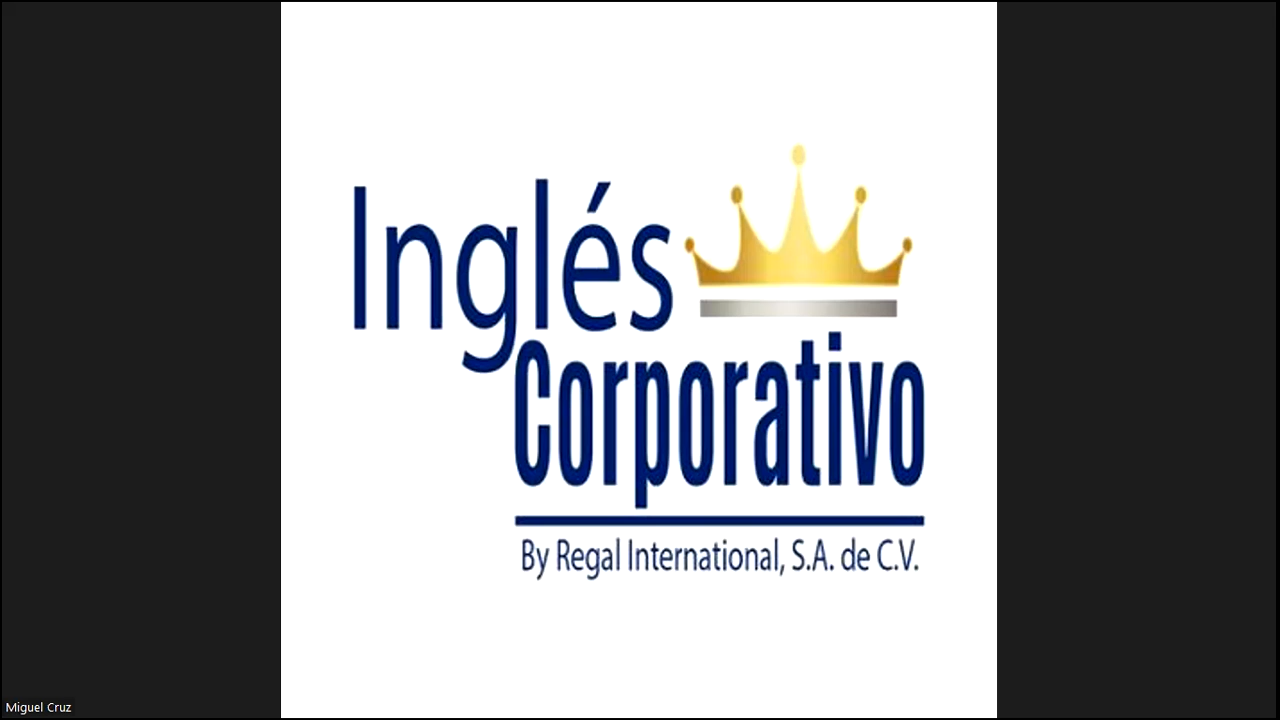 Inglés
Corporativo
By Regal International, S.A. de C.V.
Miguel Cruz